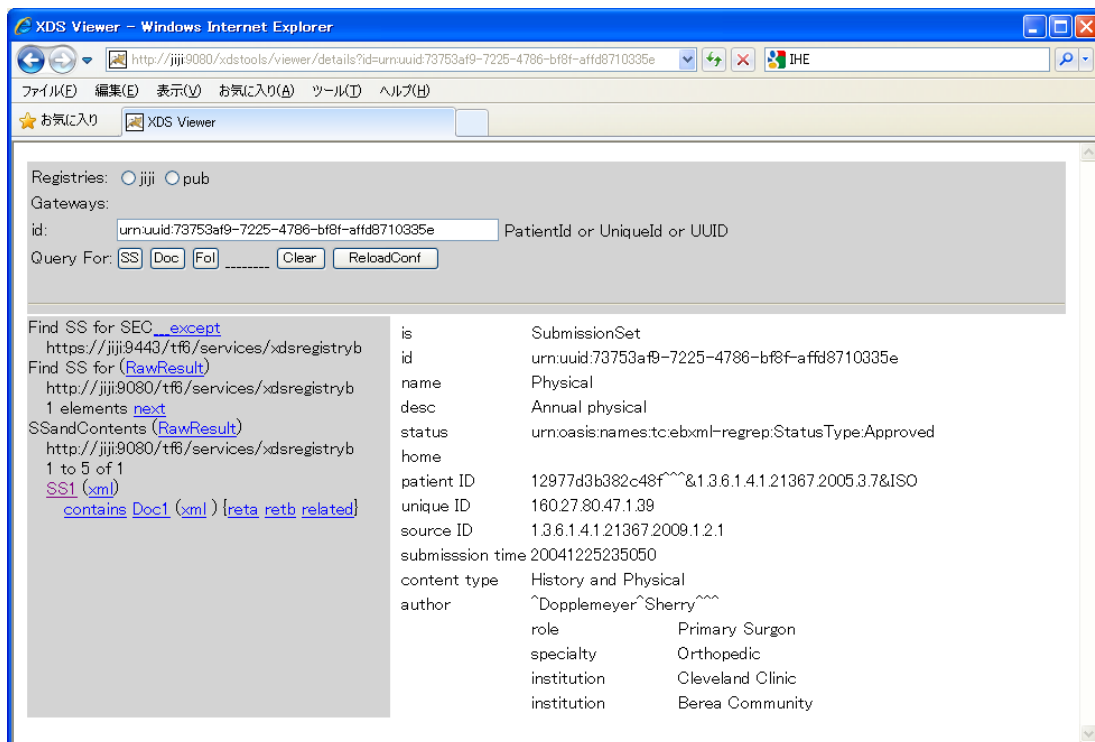 XDS Viewer - Windows Internet Explorer
http://jiji:9080/xdstools/viewer/details?id=urn:uuid:73753af9-7225-4786-bf8f-affd8710335e
IHE
ファイル(F) 編集(E) 表示(V) お気に入り(A) ツール(T) ヘルプ(H)
お気に入り XDS Viewer
Registries: jiji pub
Gateways:
id: urn:uuid:73753af9-7225-4786-bf8f-affd8710335e PatientId or UniqueId or UUID
Query For: SS Doc Fol ________ Clear ReloadConf
Find SS for SEC__except
https://jiji:9443/tf6/services/xdsregistryb
Find SS for (RawResult)
http://jiji:9080/tf6/services/xdsregistryb
1 elements next
SSandContents (RawResult)
http://jiji:9080/tf6/services/xdsregistryb
1 to 5 of 1
SS1 (xml)
contains Doc1 (xml ) {reta retb related}
is SubmissionSet
id urn:uuid:73753af9-7225-4786-bf8f-affd8710335e
name Physical
desc Annual physical
status urn:oasis:names:tc:ebxml-regrep:StatusType:Approved
home
patient ID 12977d3b382c48f^^^&1.3.6.1.4.1.21367.2005.3.7&ISO
unique ID 160.27.80.47.1.39
source ID 1.3.6.1.4.1.21367.2009.1.2.1
submisssion time 20041225235050
content type History and Physical
author ^Dopplemeyer^Sherry^^^
role Primary Surgon
specialty Orthopedic
institution Cleveland Clinic
institution Berea Community